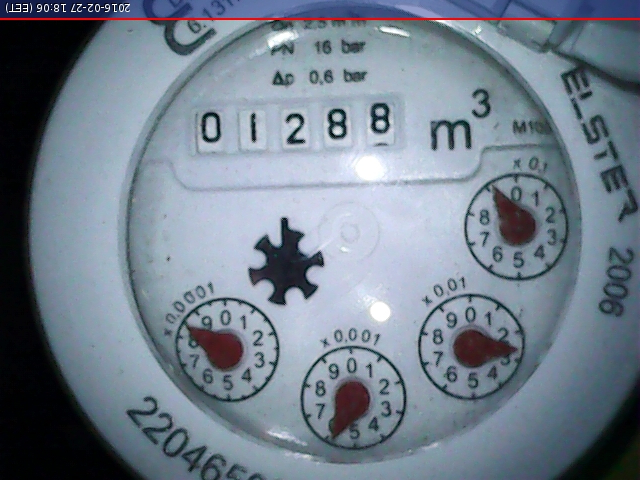 2016-02-27 18:06 (EET)
PN 16 bar
Δp 0,6 bar
01288 m³
ELSTER 2006
x 0,1
0 1 2 3 4 5 6 7 8
x 0,01
9 0 1 2 3 4 5 6 7 8
x 0,001
9 0 1 2 3 4 5 6 7 8
x 0,0001
9 0 1 2 3 4 5 6 7